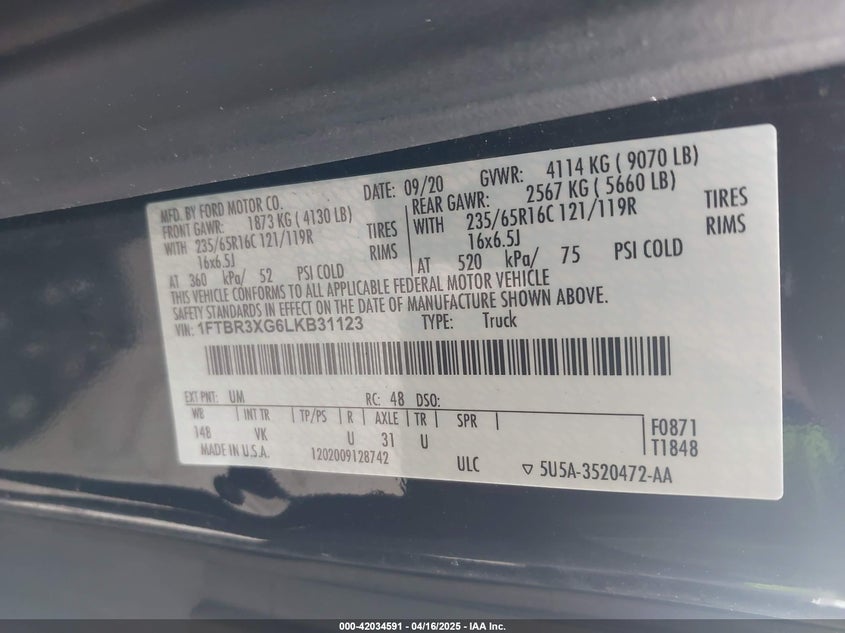 MFD. BY FORD MOTOR CO. DATE: 09/20 GVWR: 4114 KG ( 9070 LB)
FRONT GAWR: 1873 KG ( 4130 LB) REAR GAWR: 2567 KG ( 5660 LB)
WITH 235/65R16C 121/119R TIRES WITH 235/65R16C 121/119R TIRES
16x6.5J RIMS 16x6.5J RIMS
AT 360 kPa/ 52 PSI COLD AT 520 kPa/ 75 PSI COLD
THIS VEHICLE CONFORMS TO ALL APPLICABLE FEDERAL MOTOR VEHICLE
SAFETY STANDARDS IN EFFECT ON THE DATE OF MANUFACTURE SHOWN ABOVE.
VIN: 1FTBR3XG6LKB31123 TYPE: Truck
EXT PNT: UM RC: 48 DSO:
WB INT TR TP/PS R AXLE TR SPR F0871
148 VK U 31 U T1848
MADE IN U.S.A. 1202009128742 ULC ▽ 5U5A-3520472-AA
000-42034591 - 04/16/2025 - IAA Inc.